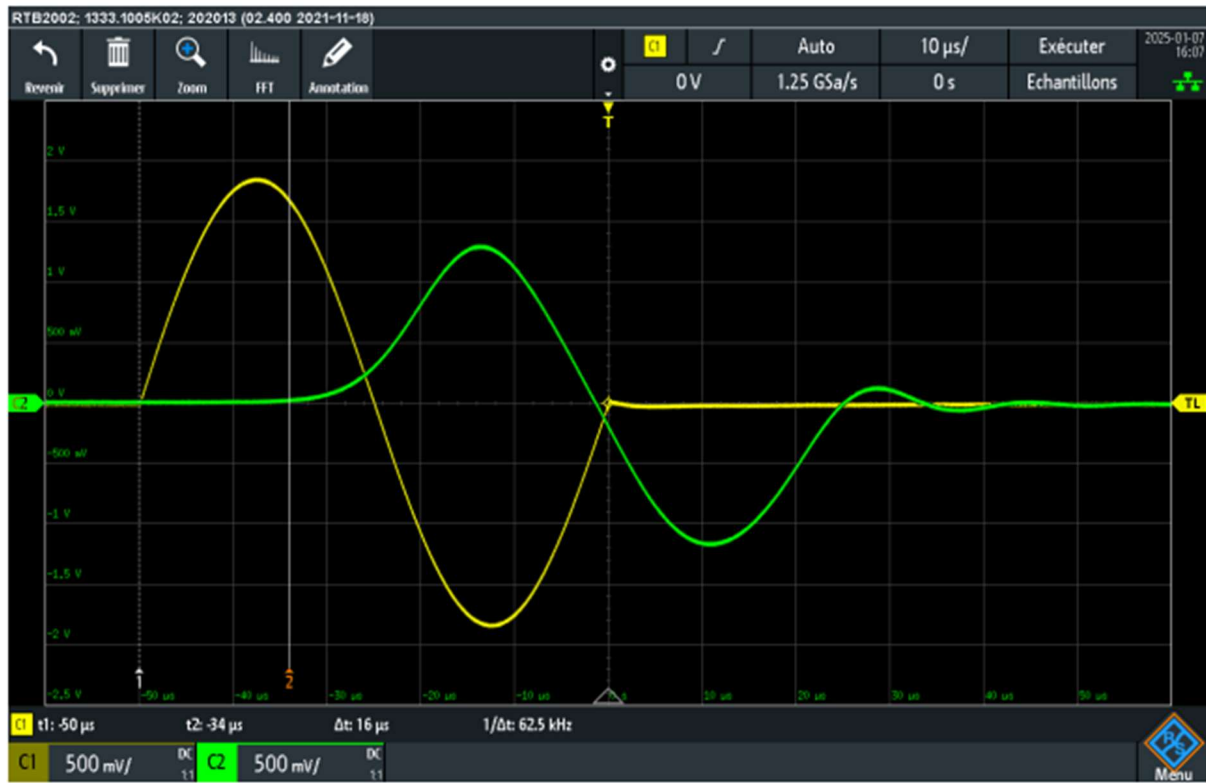 RTB2002; 1333.1005K02; 202013 (02.400 2021-11-18)
Revenir Supprimer Zoom FFT Annotation
C1 Auto 10 µs/ Exécuter 2025-01-07
0 V 1.25 GSa/s 0 s Echantillons 16:07
T
2 V
1.5 V
1 V
500 mV
0 V
C2 TL
-500 mV
-1 V
-1.5 V
-2 V
1 2
-2.5 V -50 µs -40 µs -30 µs -20 µs -10 µs 0 s 10 µs 20 µs 30 µs 40 µs 50 µs
C1 t1: -50 µs t2: -34 µs Δt: 16 µs 1/Δt: 62.5 kHz
C1 500 mV/ DC 1:1 C2 500 mV/ DC 1:1
R S
Menu